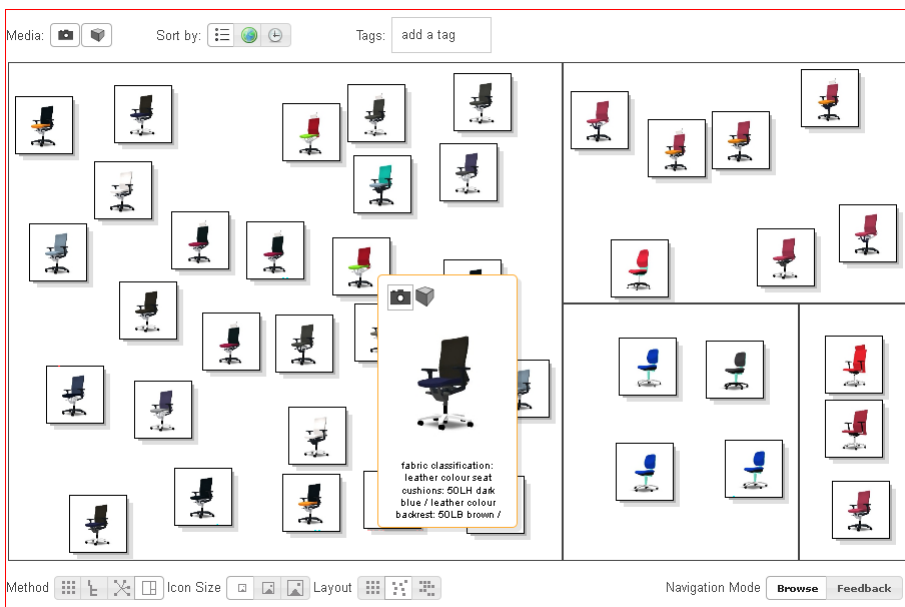 Media:
Sort by:
Tags:
add a tag
fabric classification:
leather colour seat
cushions: 50LH dark
blue / leather colour
backrest: 50LB brown /
Method
Icon Size
Layout
Navigation Mode
Browse
Feedback